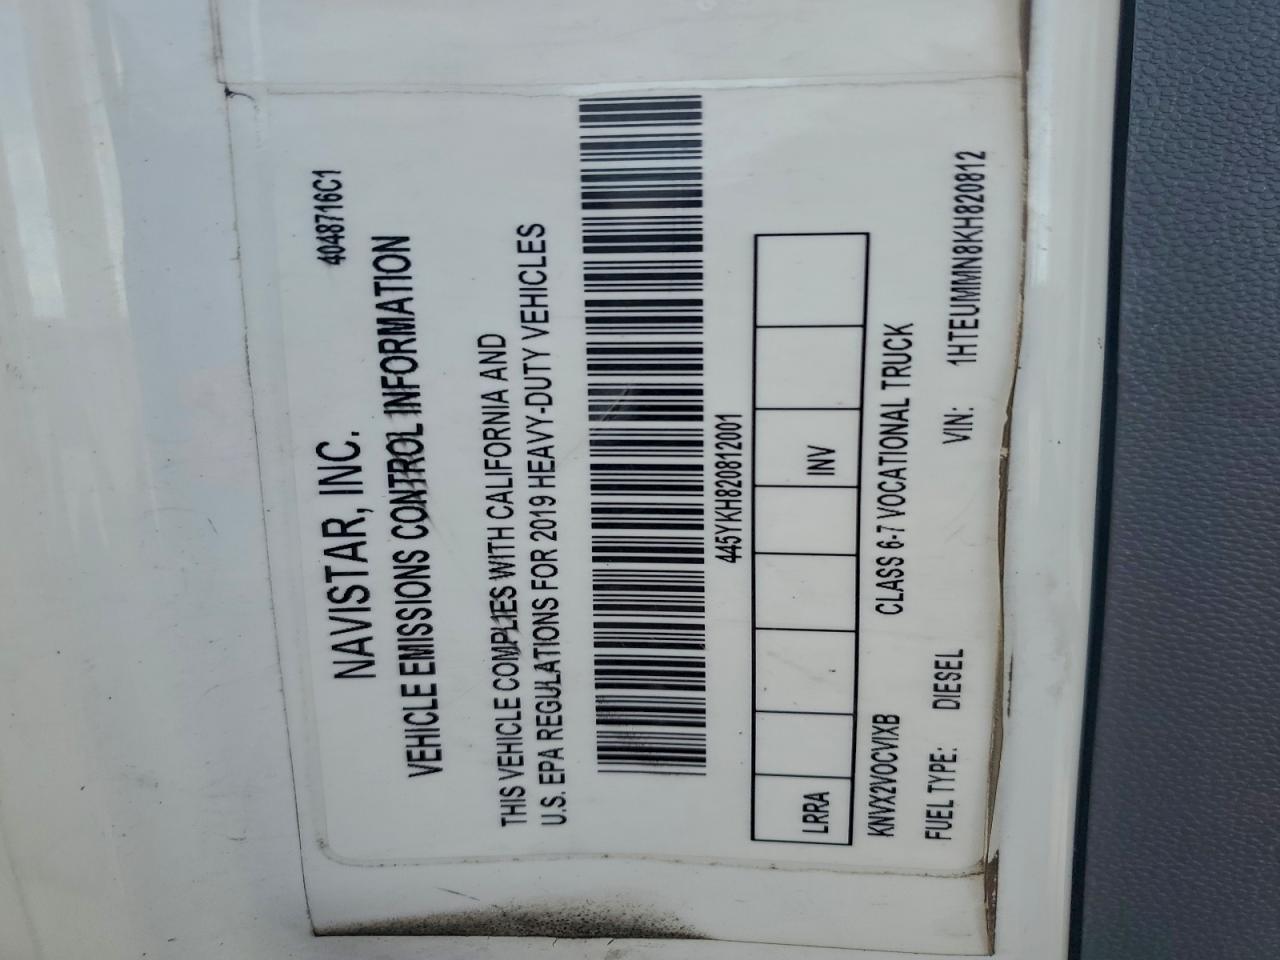 4048716C1
NAVISTAR, INC.
VEHICLE EMISSIONS CONTROL INFORMATION
THIS VEHICLE COMPLIES WITH CALIFORNIA AND
U.S. EPA REGULATIONS FOR 2019 HEAVY-DUTY VEHICLES
445YKH820812001
LRRA INV
KNVX2VOCVIXB CLASS 6-7 VOCATIONAL TRUCK
FUEL TYPE: DIESEL VIN: 1HTEUMMN8KH820812